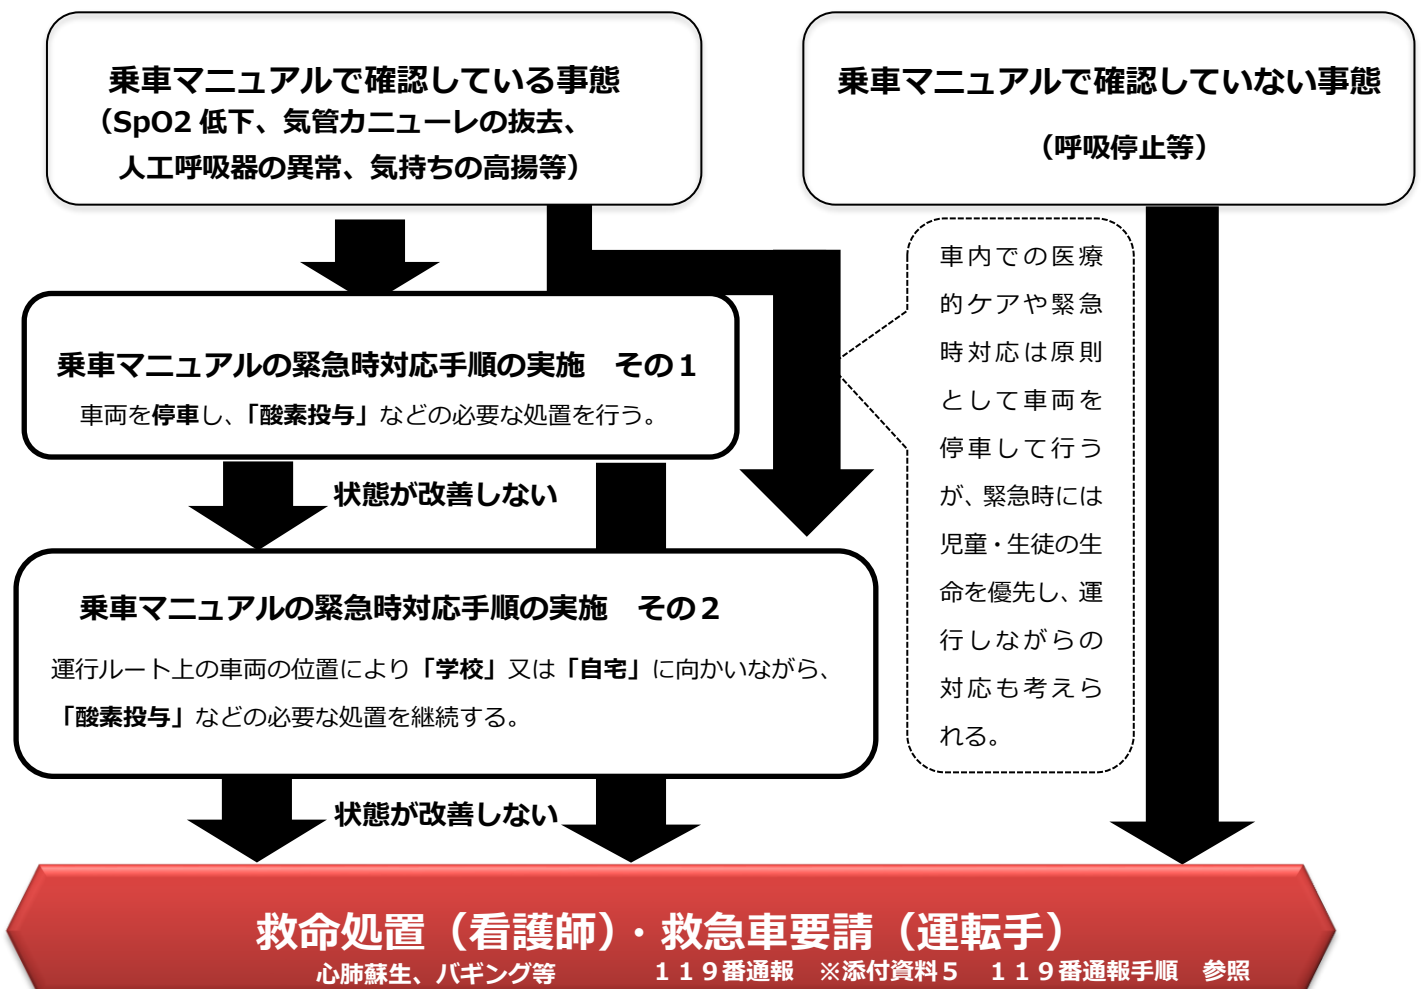 乗車マニュアルで確認している事態
（SpO2 低下、気管カニューレの抜去、
人工呼吸器の異常、気持ちの高揚等）
乗車マニュアルで確認していない事態
（呼吸停止等）
乗車マニュアルの緊急時対応手順の実施　その１
車両を停車し、「酸素投与」などの必要な処置を行う。
状態が改善しない
車内での医療
的ケアや緊急
時対応は原則
として車両を
停車して行う
が、緊急時には
児童・生徒の生
命を優先し、運
行しながらの
対応も考えら
れる。
乗車マニュアルの緊急時対応手順の実施　その２
運行ルート上の車両の位置により「学校」又は「自宅」に向かいながら、
「酸素投与」などの必要な処置を継続する。
状態が改善しない
救命処置（看護師）・救急車要請（運転手）
心肺蘇生、バギング等　　　１１９番通報　※添付資料５　１１９番通報手順　参照